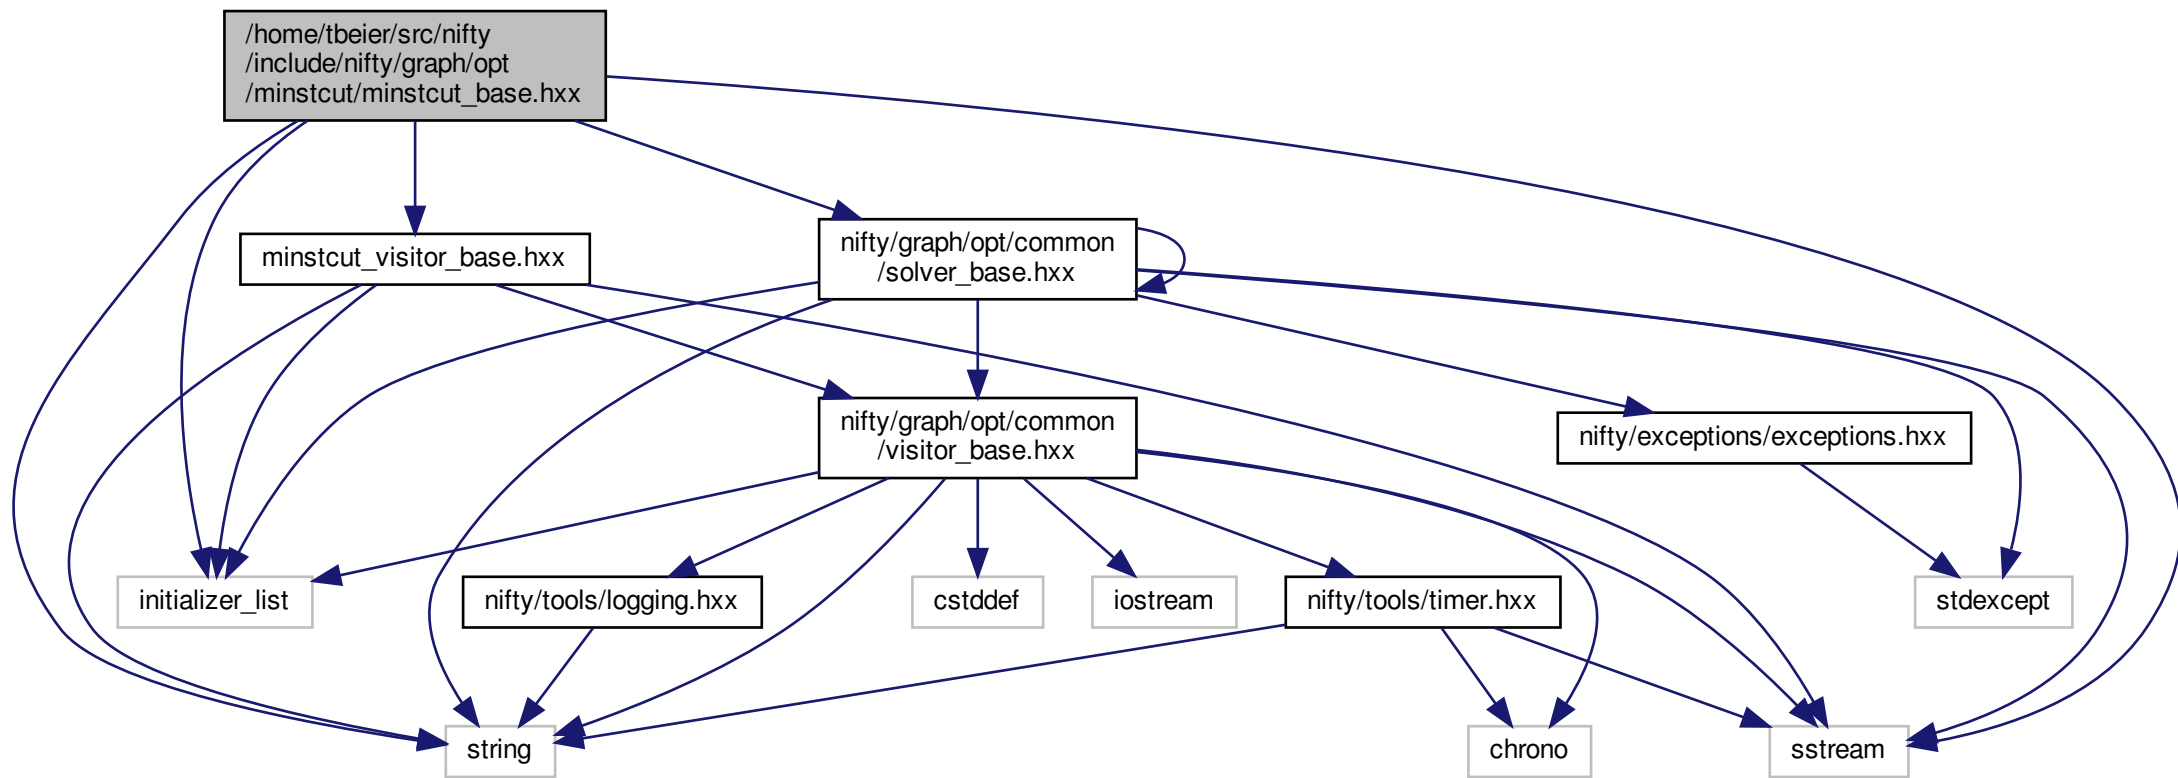 /home/tbeier/src/nifty
/include/nifty/graph/opt
/minstcut/minstcut_base.hxx
minstcut_visitor_base.hxx
nifty/graph/opt/common
/solver_base.hxx
nifty/graph/opt/common
/visitor_base.hxx
nifty/exceptions/exceptions.hxx
initializer_list
nifty/tools/logging.hxx
cstddef
iostream
nifty/tools/timer.hxx
stdexcept
string
chrono
sstream